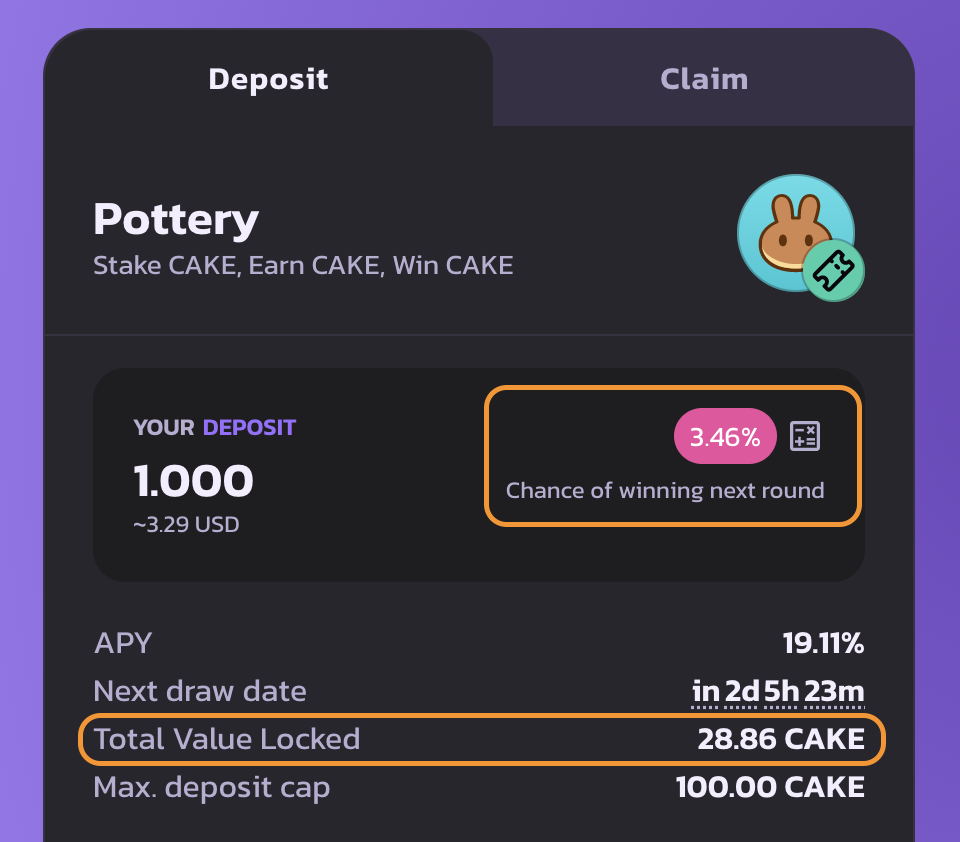 Deposit
Claim
Pottery
Stake CAKE, Earn CAKE, Win CAKE
YOUR DEPOSIT
1.000
~3.29 USD
3.46%
Chance of winning next round
APY 19.11%
Next draw date in 2d 5h 23m
Total Value Locked 28.86 CAKE
Max. deposit cap 100.00 CAKE